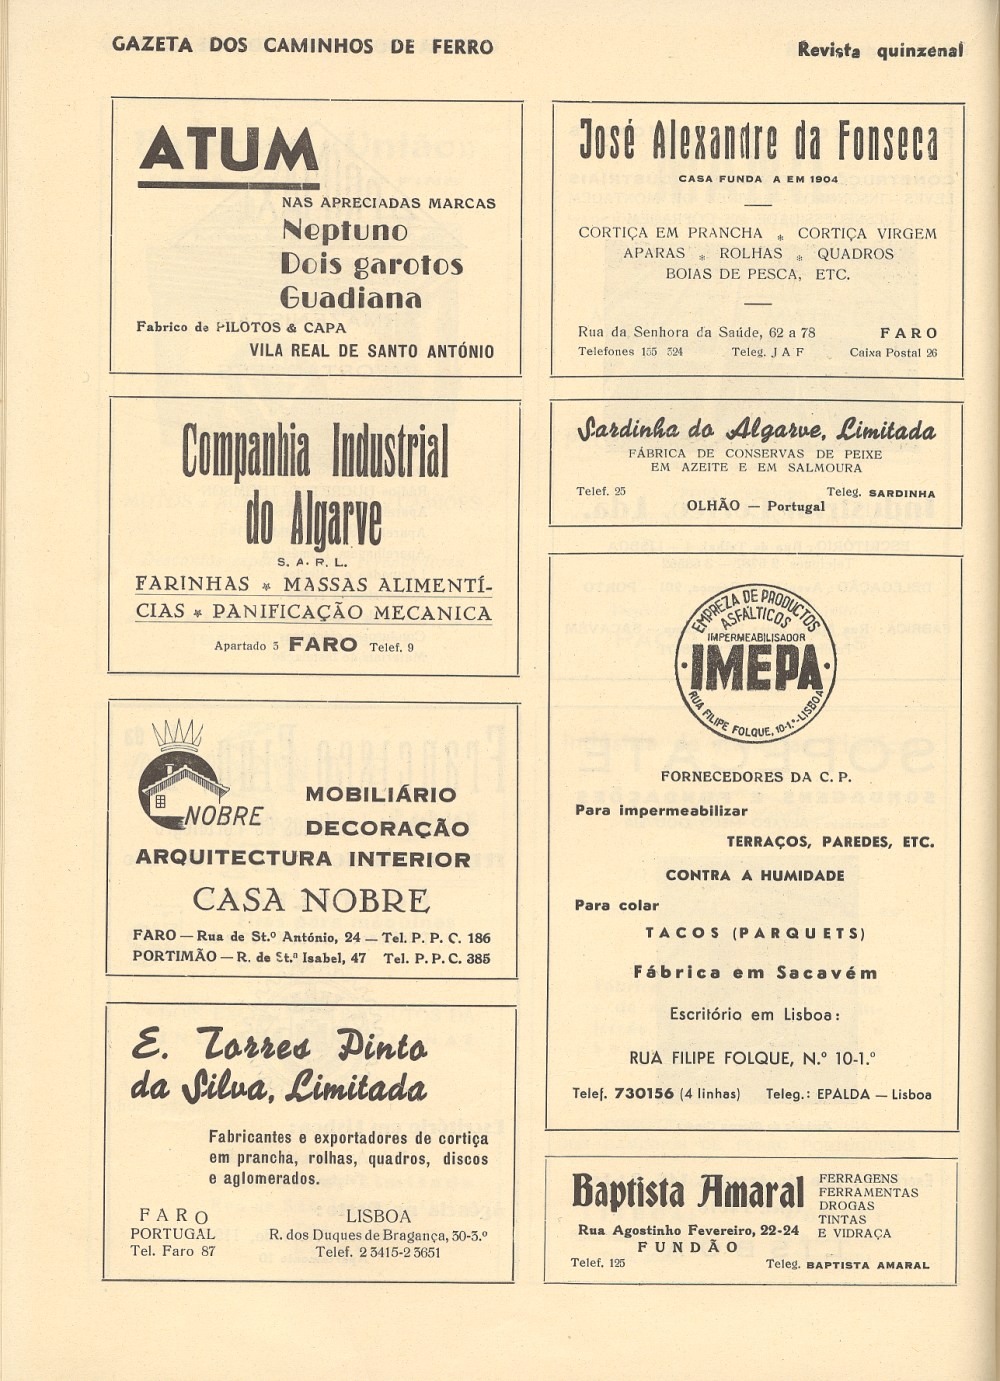 GAZETA DOS CAMINHOS DE FERRO
Revista quinzenal
ATUM
NAS APRECIADAS MARCAS
Neptuno
Dois garotos
Guadiana
Fabrico de PILOTOS & CAPA
VILA REAL DE SANTO ANTÓNIO
Companhia Industrial
do Algarve
S. A. R. L.
FARINHAS * MASSAS ALIMENTÍ-
CIAS * PANIFICAÇÃO MECANICA
Apartado 5 FARO Telef. 9
NOBRE
MOBILIÁRIO
DECORAÇÃO
ARQUITECTURA INTERIOR
CASA NOBRE
FARO — Rua de St.º António, 24 — Tel. P. P. C. 186
PORTIMÃO — R. de St.ª Isabel, 47 Tel. P. P. C. 385
E. Torres Pinto
da Silva, Limitada
Fabricantes e exportadores de cortiça
em prancha, rolhas, quadros, discos
e aglomerados.
FARO
PORTUGAL
Tel. Faro 87
LISBOA
R. dos Duques de Bragança, 30-3.º
Telef. 2 3415-2 3651
José Alexandre da Fonseca
CASA FUNDA A EM 1904
CORTIÇA EM PRANCHA * CORTIÇA VIRGEM
APARAS * ROLHAS * QUADROS
BOIAS DE PESCA, ETC.
Rua da Senhora da Saúde, 62 a 78 FARO
Telefones 155 524 Teleg. J A F Caixa Postal 26
Sardinha do Algarve, Limitada
FÁBRICA DE CONSERVAS DE PEIXE
EM AZEITE E EM SALMOURA
Telef. 25 Teleg. SARDINHA
OLHÃO — Portugal
EMPREZA DE PRODUCTOS
ASFÁLTICOS
IMPERMEABILISADOR
IMEPA
RUA FILIPE FOLQUE, 10-1.º-LISBOA
FORNECEDORES DA C. P.
Para impermeabilizar
TERRAÇOS, PAREDES, ETC.
CONTRA A HUMIDADE
Para colar
TACOS (PARQUETS)
Fábrica em Sacavém
Escritório em Lisboa:
RUA FILIPE FOLQUE, N.º 10-1.º
Telef. 730156 (4 linhas) Teleg.: EPALDA — Lisboa
Baptista Amaral
Rua Agostinho Fevereiro, 22-24
FUNDÃO
FERRAGENS
FERRAMENTAS
DROGAS
TINTAS
E VIDRAÇA
Telef. 125 Teleg. BAPTISTA AMARAL